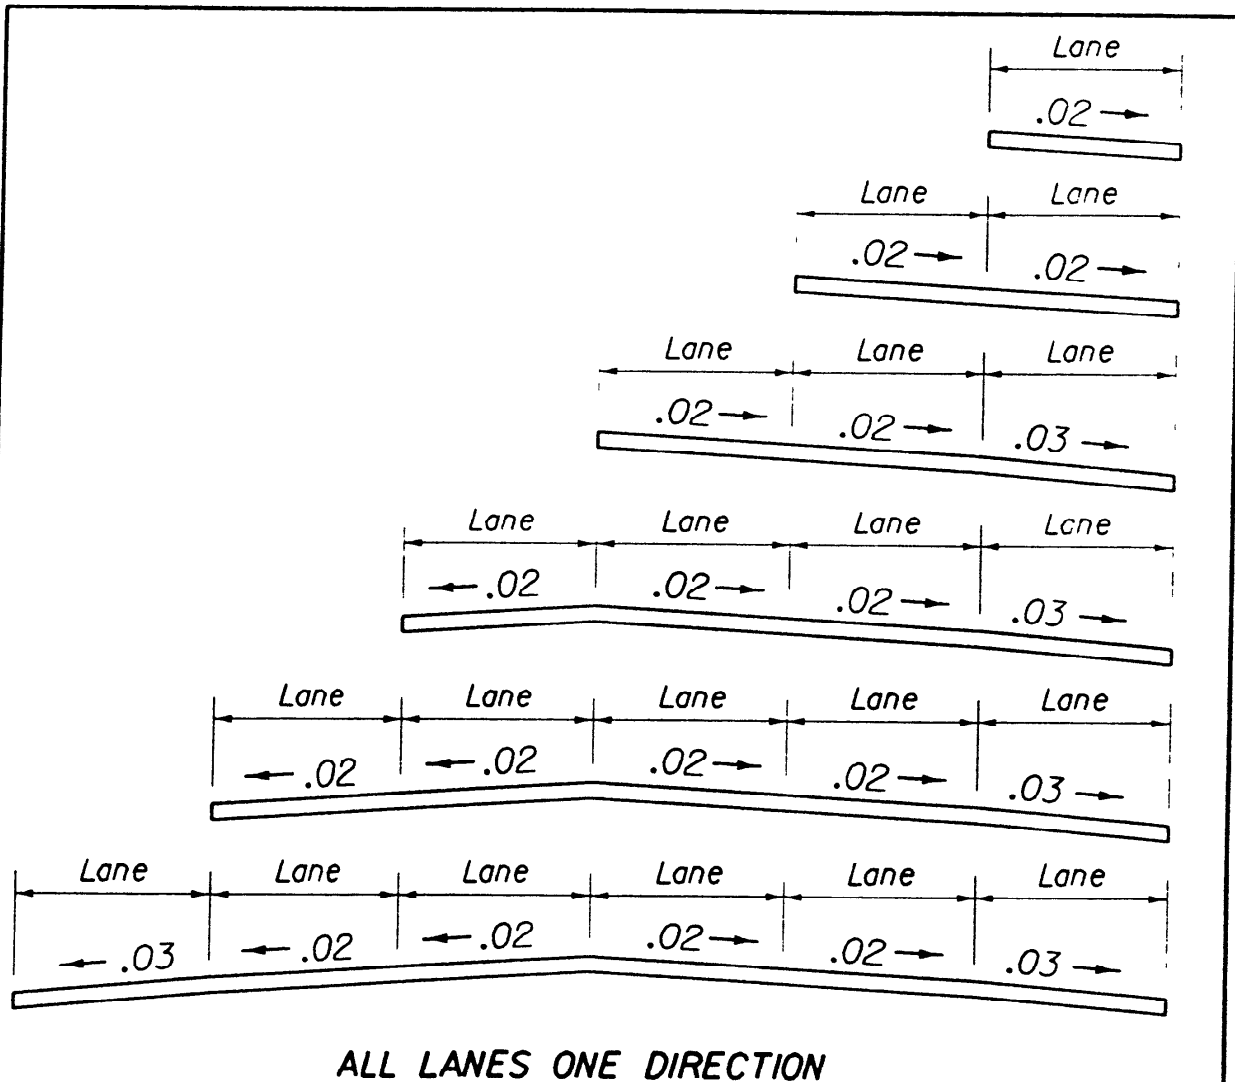 Lane
.02
Lane Lane
.02 .02
Lane Lane Lane
.02 .02 .03
Lane Lane Lane Lane
.02 .02 .02 .03
Lane Lane Lane Lane Lane
.02 .02 .02 .02 .03
Lane Lane Lane Lane Lane Lane
.03 .02 .02 .02 .02 .03
ALL LANES ONE DIRECTION